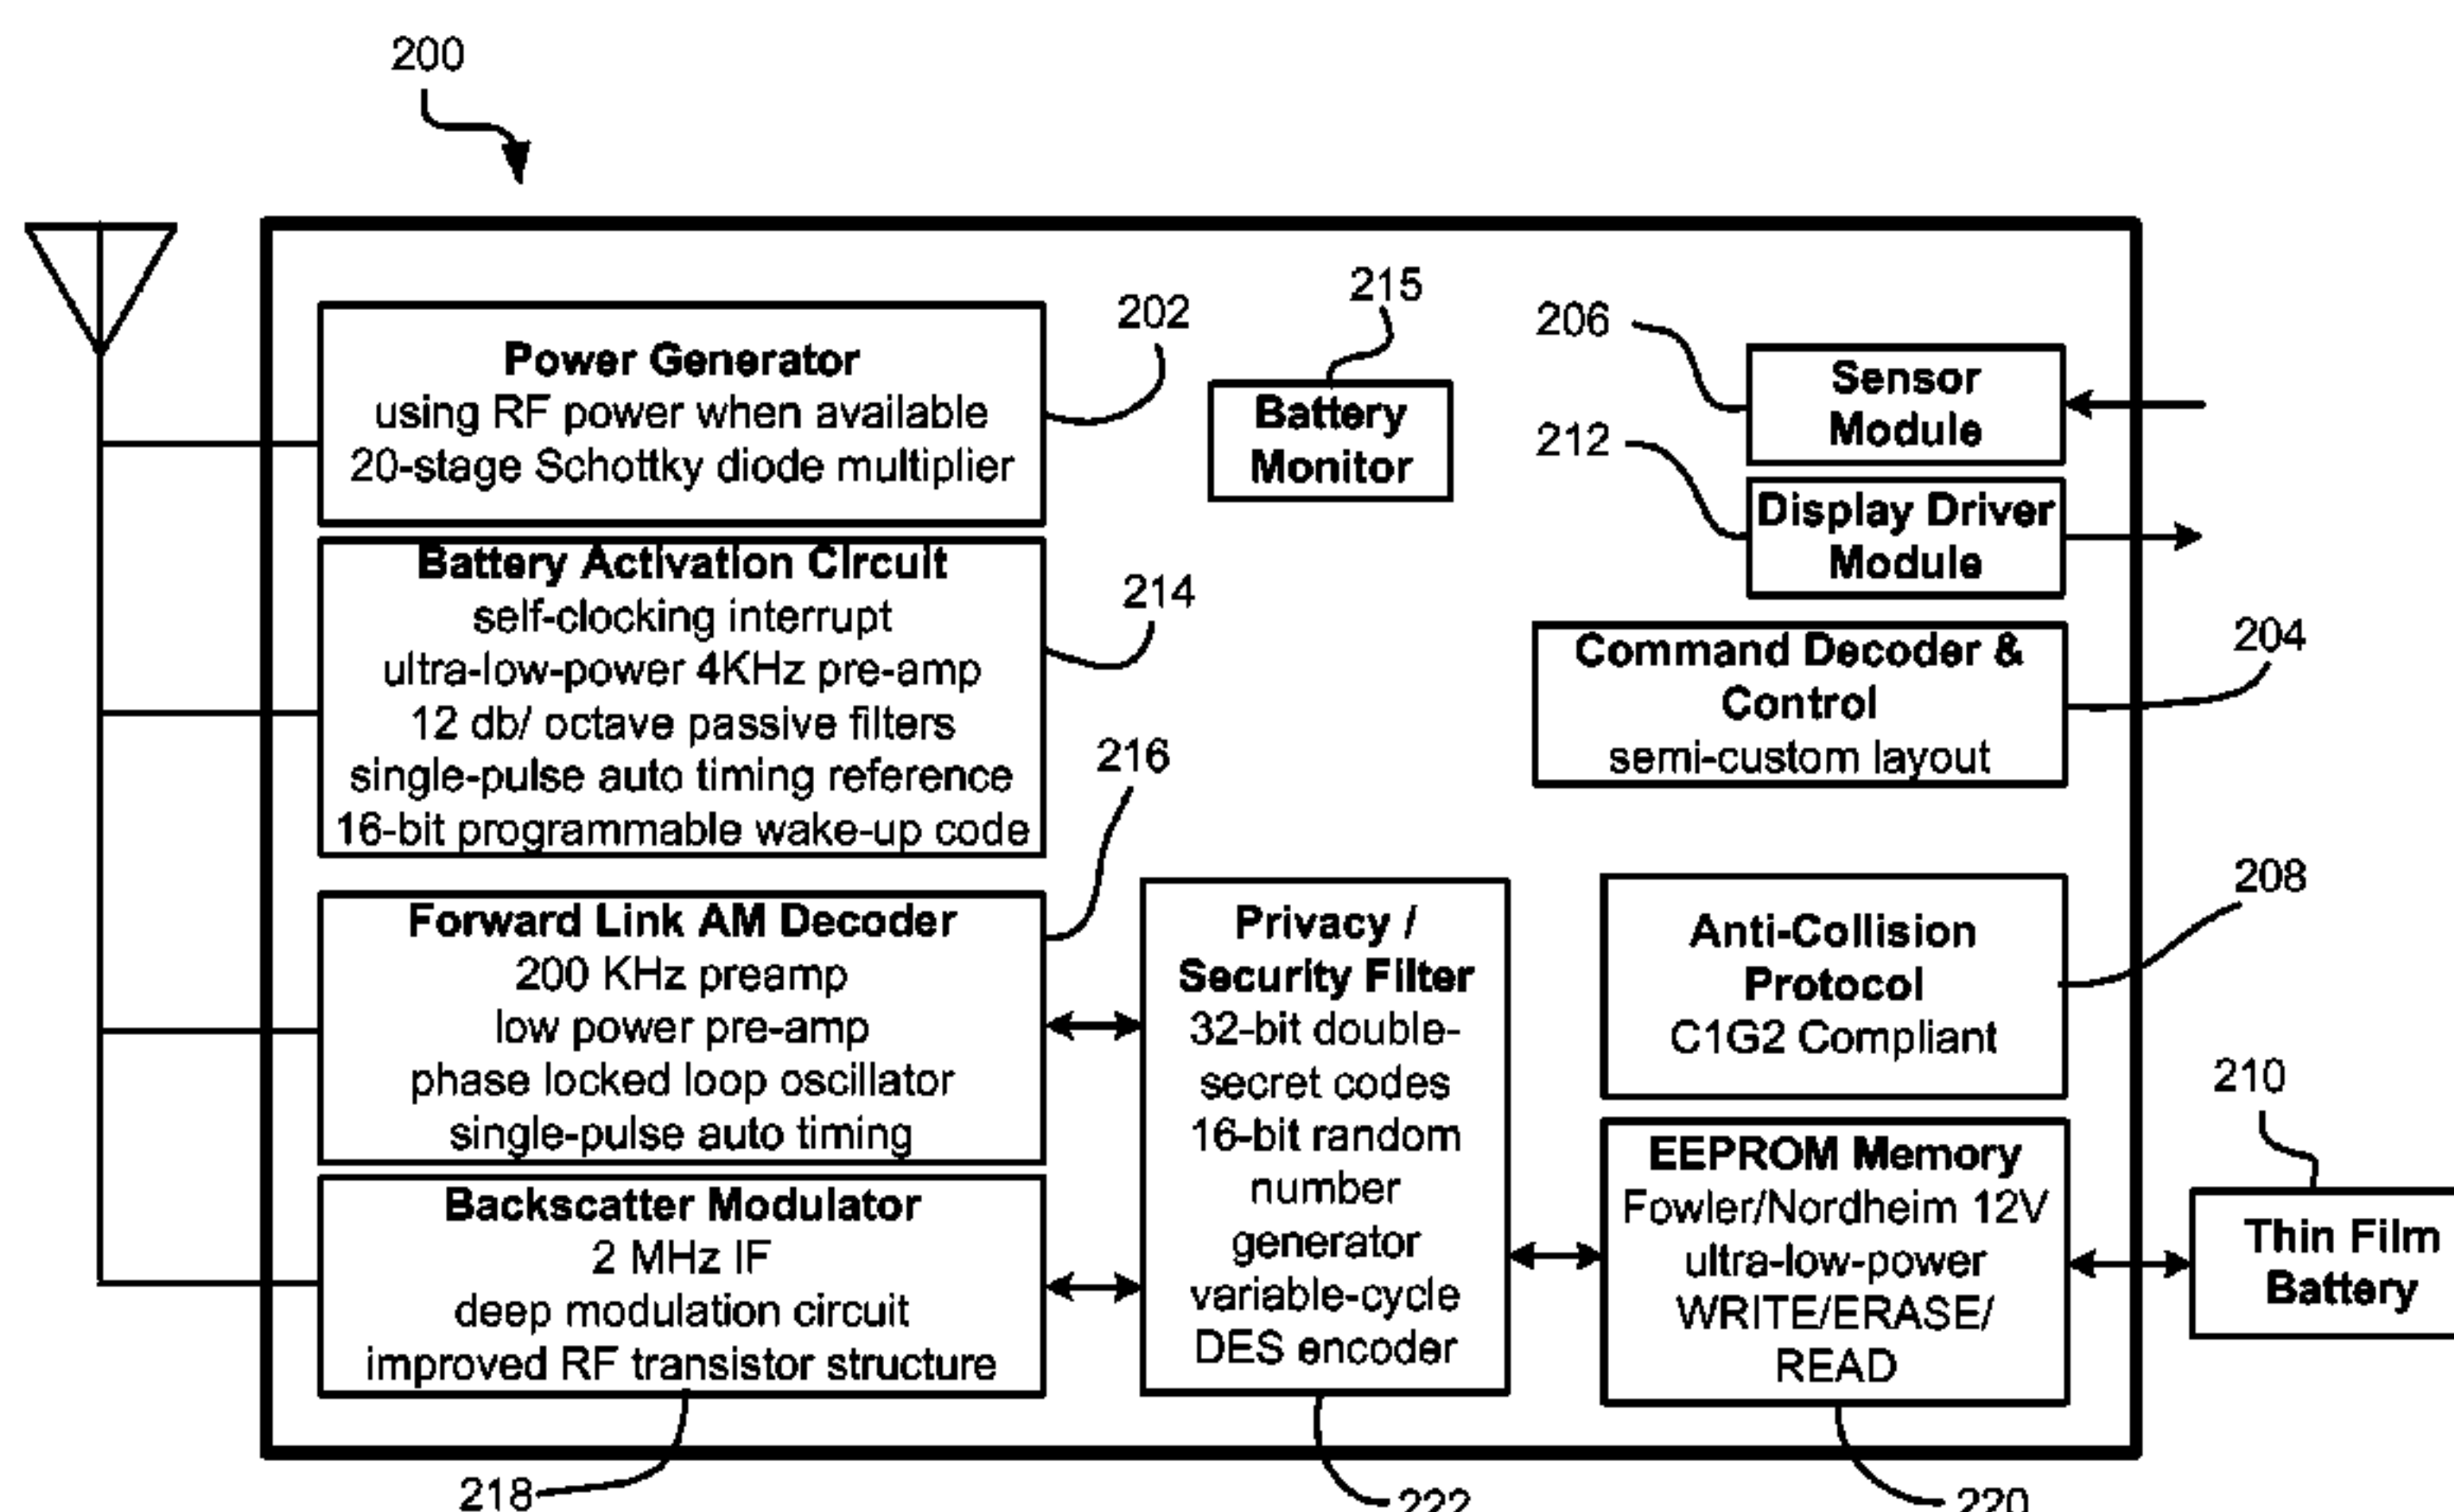 200
202
215
206
Power Generator
using RF power when available
20-stage Schottky diode multiplier
Battery
Monitor
Sensor
Module
212
Display Driver
Module
Battery Activation Circuit
self-clocking interrupt
ultra-low-power 4KHz pre-amp
12 db/ octave passive filters
single-pulse auto timing reference
16-bit programmable wake-up code
214
204
Command Decoder &
Control
semi-custom layout
216
Forward Link AM Decoder
200 KHz preamp
low power pre-amp
phase locked loop oscillator
single-pulse auto timing
Privacy /
Security Filter
32-bit double-
secret codes
16-bit random
number
generator
variable-cycle
DES encoder
208
Anti-Collision
Protocol
C1G2 Compliant
210
Backscatter Modulator
2 MHz IF
deep modulation circuit
improved RF transistor structure
EEPROM Memory
Fowler/Nordheim 12V
ultra-low-power
WRITE/ERASE/
READ
Thin Film
Battery
218
222
220